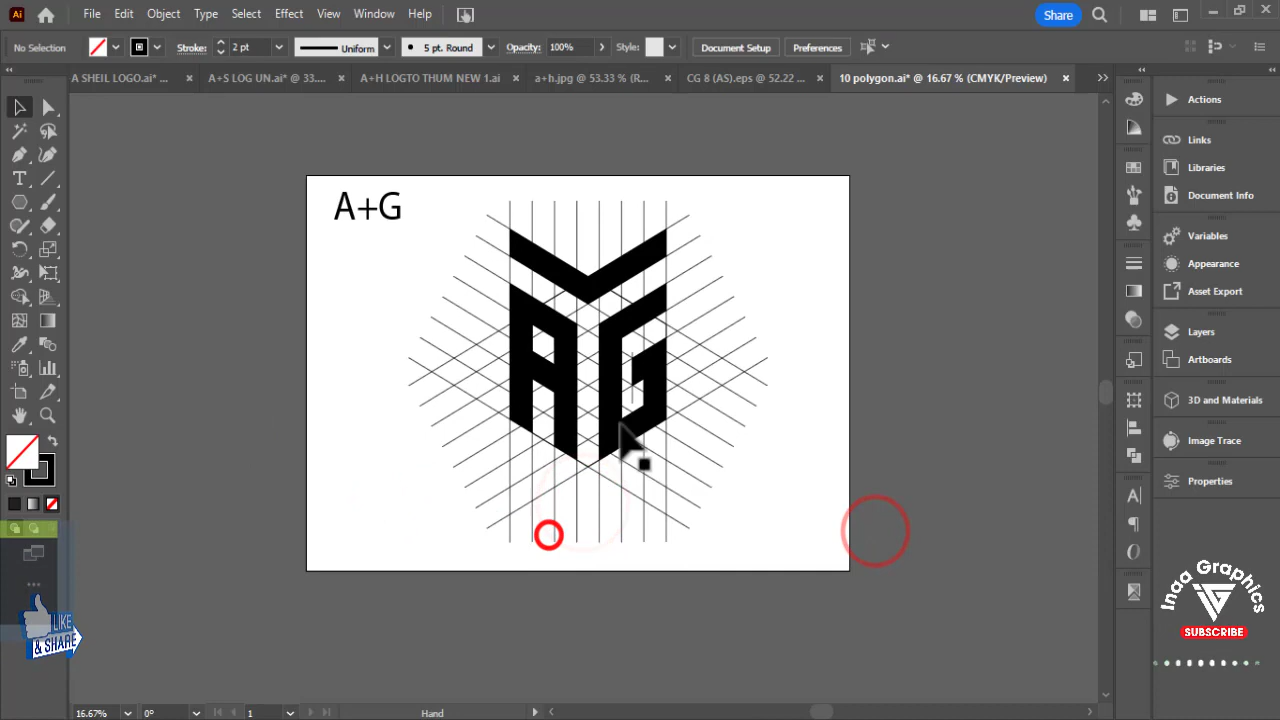 Ai File Edit Object Type Select Effect View Window Help Share
No Selection Stroke: 2 pt Uniform 5 pt. Round Opacity: 100% Style: Document Setup Preferences
A SHEIL LOGO.ai* ... A+S LOG UN.ai* @ 33.... A+H LOGTO THUM NEW 1.ai a+h.jpg @ 53.33 % (R... CG 8 (AS).eps @ 52.22 ... 10 polygon.ai* @ 16.67 % (CMYK/Preview)
A+G
AG
Actions
Links
Libraries
Document Info
Variables
Appearance
Asset Export
Layers
Artboards
3D and Materials
Image Trace
Properties
LIKE
& SHARE
Inaa Graphics
SUBSCRIBE
16.67% 0° 1 Hand